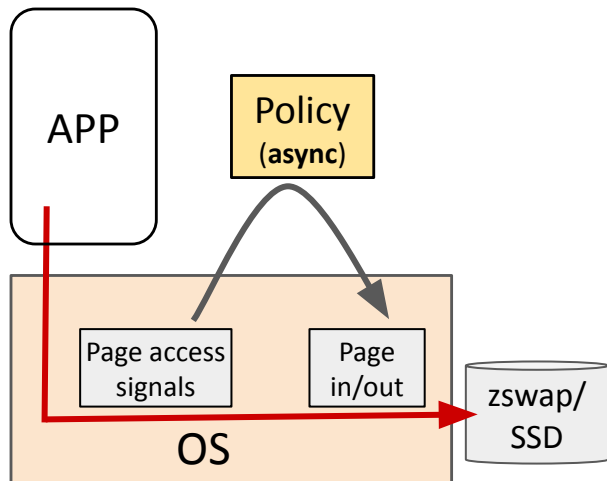 APP
Policy
(async)
Page access
signals
Page
in/out
zswap/
SSD
OS